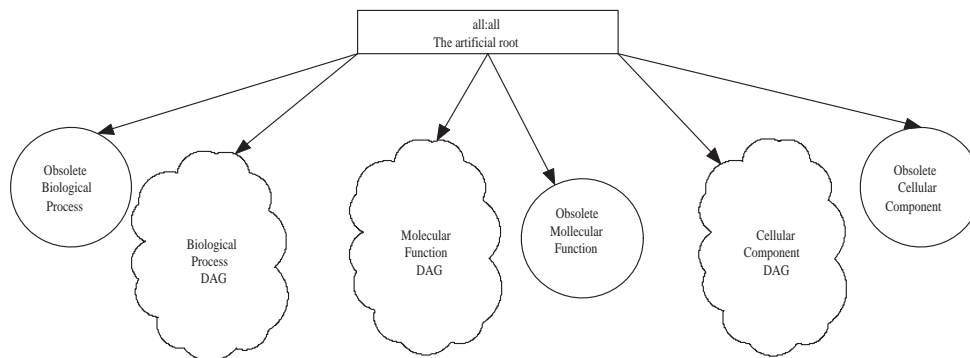 all:all
The artificial root
Obsolete
Biological
Process
Biological
Process
DAG
Molecular
Function
DAG
Obsolete
Mollecular
Function
Cellular
Component
DAG
Obsolete
Cellular
Component